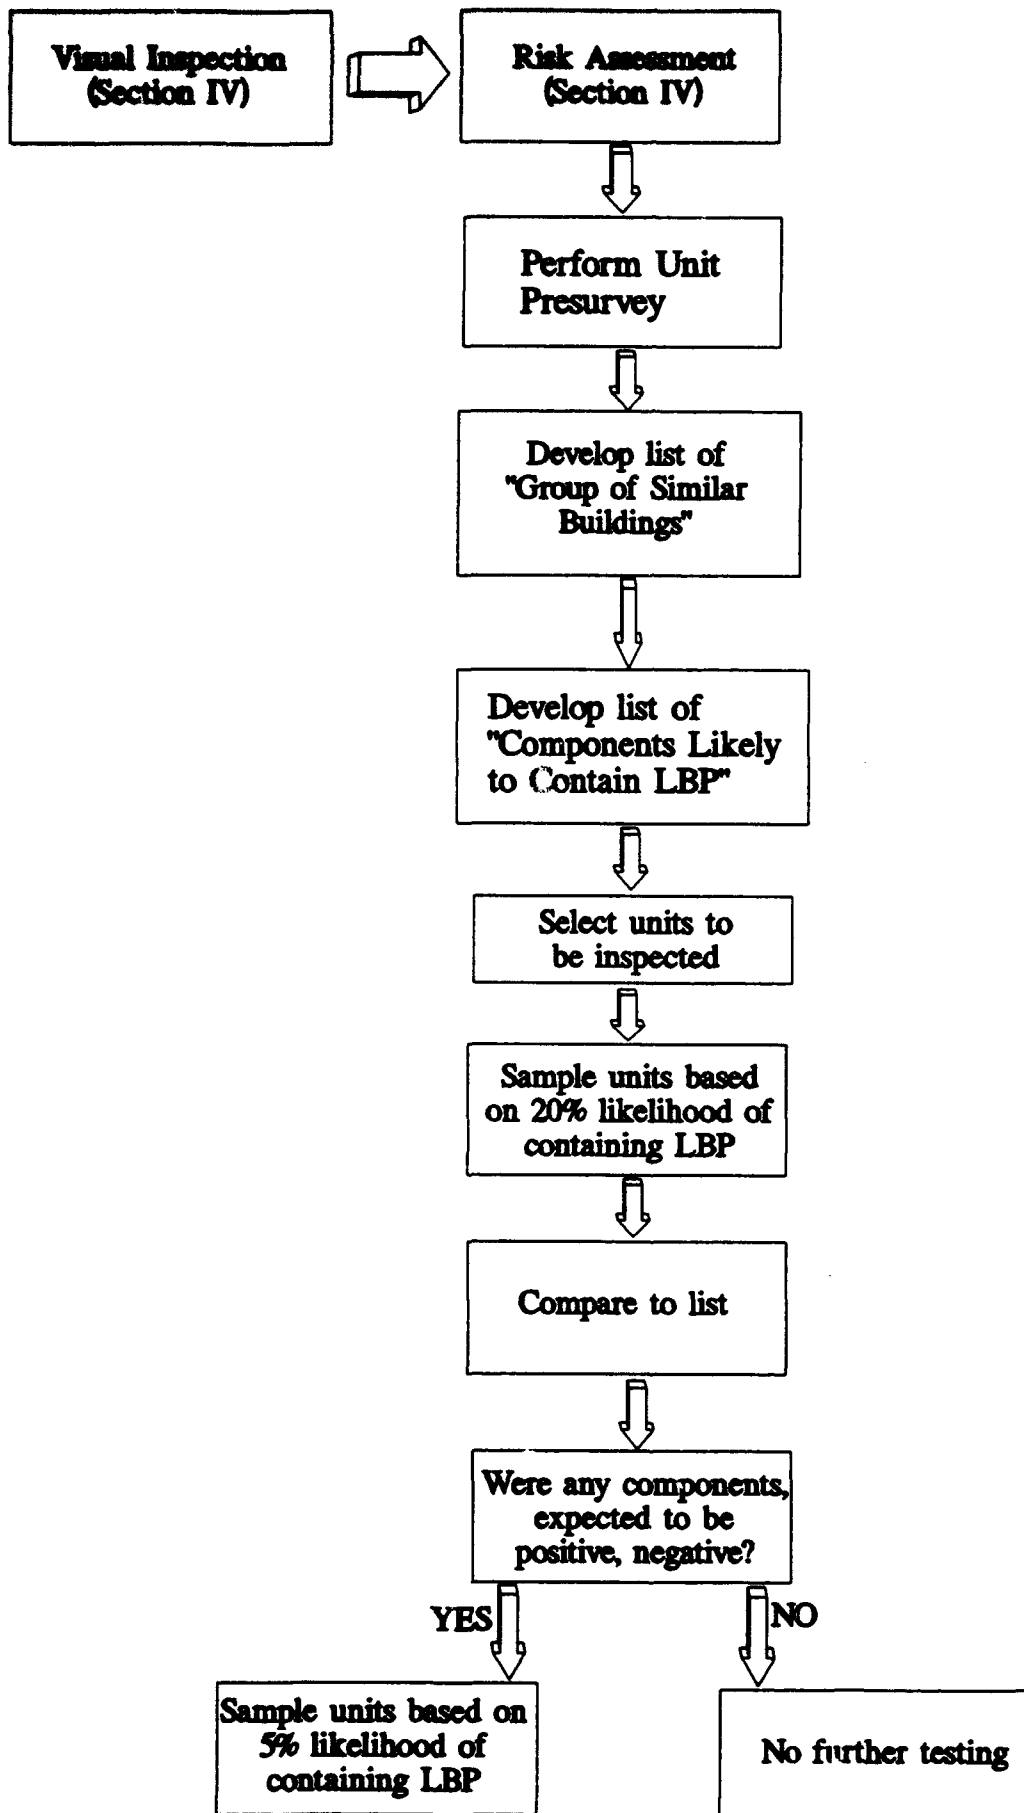 Visual Inspection
(Section IV)
Risk Assessment
(Section IV)
Perform Unit
Presurvey
Develop list of
"Group of Similar
Buildings"
Develop list of
"Components Likely
to Contain LBP"
Select units to
be inspected
Sample units based
on 20% likelihood of
containing LBP
Compare to list
Were any components,
expected to be
positive, negative?
YES
NO
Sample units based on
5% likelihood of
containing LBP
No further testing